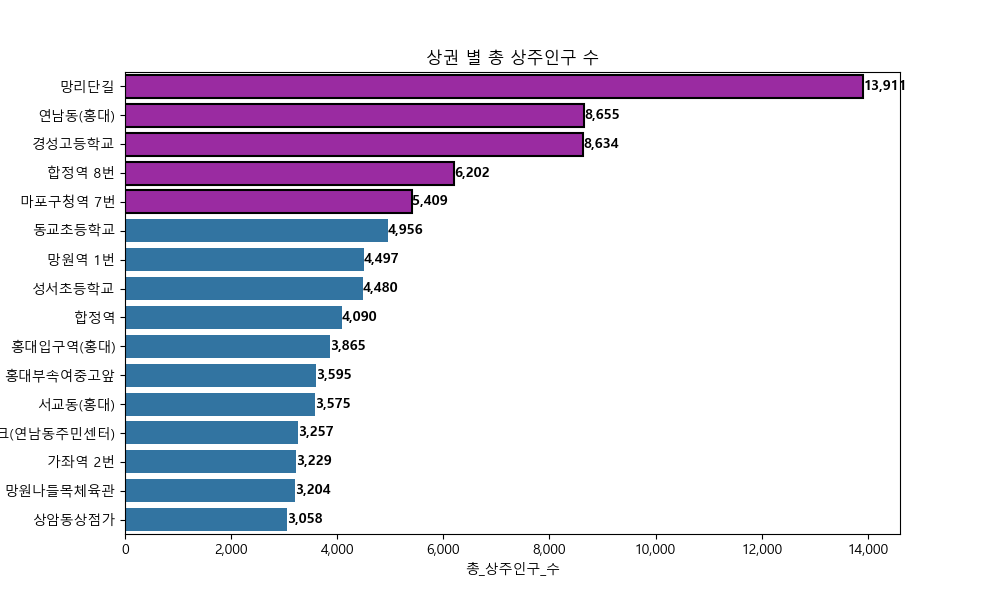 상권 별 총 상주인구 수
망리단길 13,911
연남동(홍대) 8,655
경성고등학교 8,634
합정역 8번 6,202
마포구청역 7번 5,409
동교초등학교 4,956
망원역 1번 4,497
성서초등학교 4,480
합정역 4,090
홍대입구역(홍대) 3,865
홍대부속여중고앞 3,595
서교동(홍대) 3,575
크(연남동주민센터) 3,257
가좌역 2번 3,229
망원나들목체육관 3,204
상암동상점가 3,058
0 2,000 4,000 6,000 8,000 10,000 12,000 14,000
총_상주인구_수